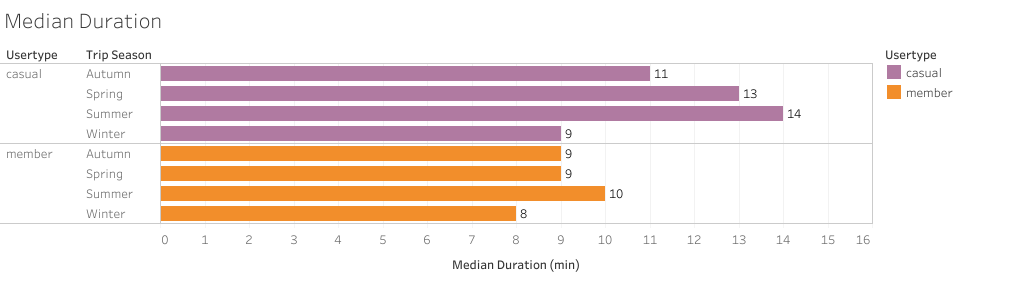 Median Duration
Usertype Trip Season
casual Autumn 11
Spring 13
Summer 14
Winter 9
member Autumn 9
Spring 9
Summer 10
Winter 8
0 1 2 3 4 5 6 7 8 9 10 11 12 13 14 15 16
Median Duration (min)
Usertype
casual
member